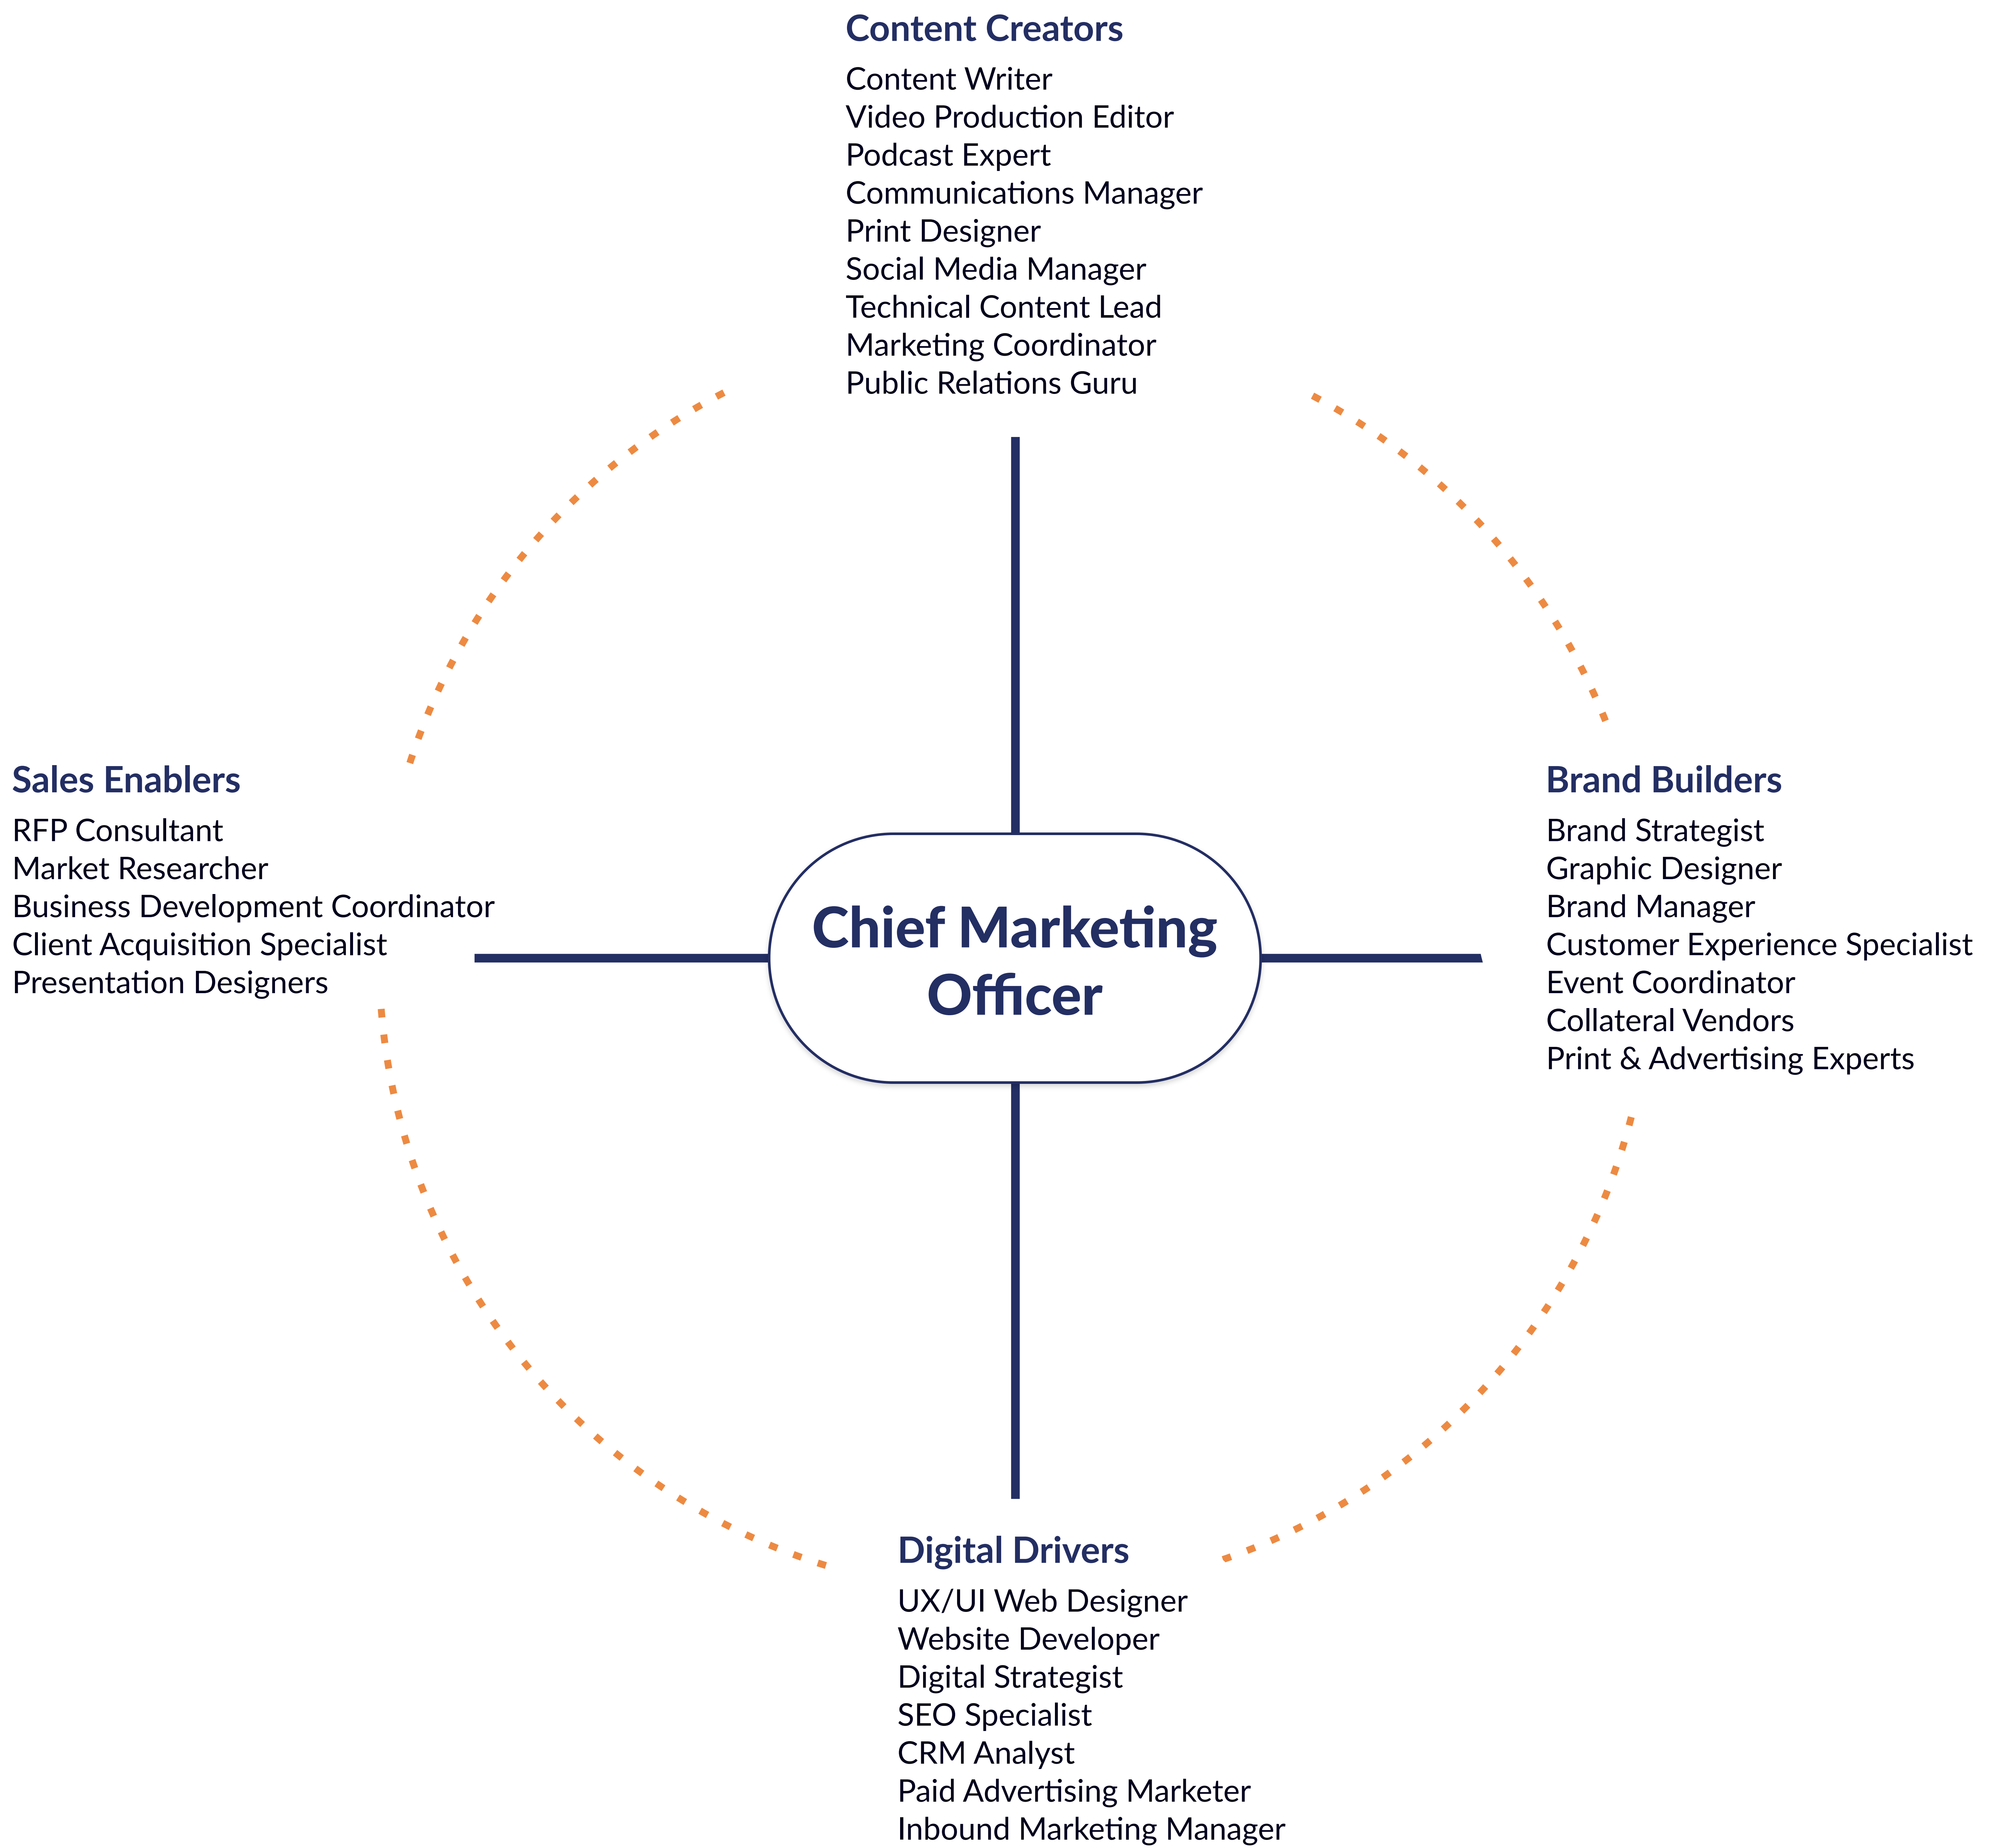 Content Creators
Content Writer
Video Production Editor
Podcast Expert
Communications Manager
Print Designer
Social Media Manager
Technical Content Lead
Marketing Coordinator
Public Relations Guru
Sales Enablers
RFP Consultant
Market Researcher
Business Development Coordinator
Client Acquisition Specialist
Presentation Designers
Chief Marketing
Officer
Brand Builders
Brand Strategist
Graphic Designer
Brand Manager
Customer Experience Specialist
Event Coordinator
Collateral Vendors
Print & Advertising Experts
Digital Drivers
UX/UI Web Designer
Website Developer
Digital Strategist
SEO Specialist
CRM Analyst
Paid Advertising Marketer
Inbound Marketing Manager